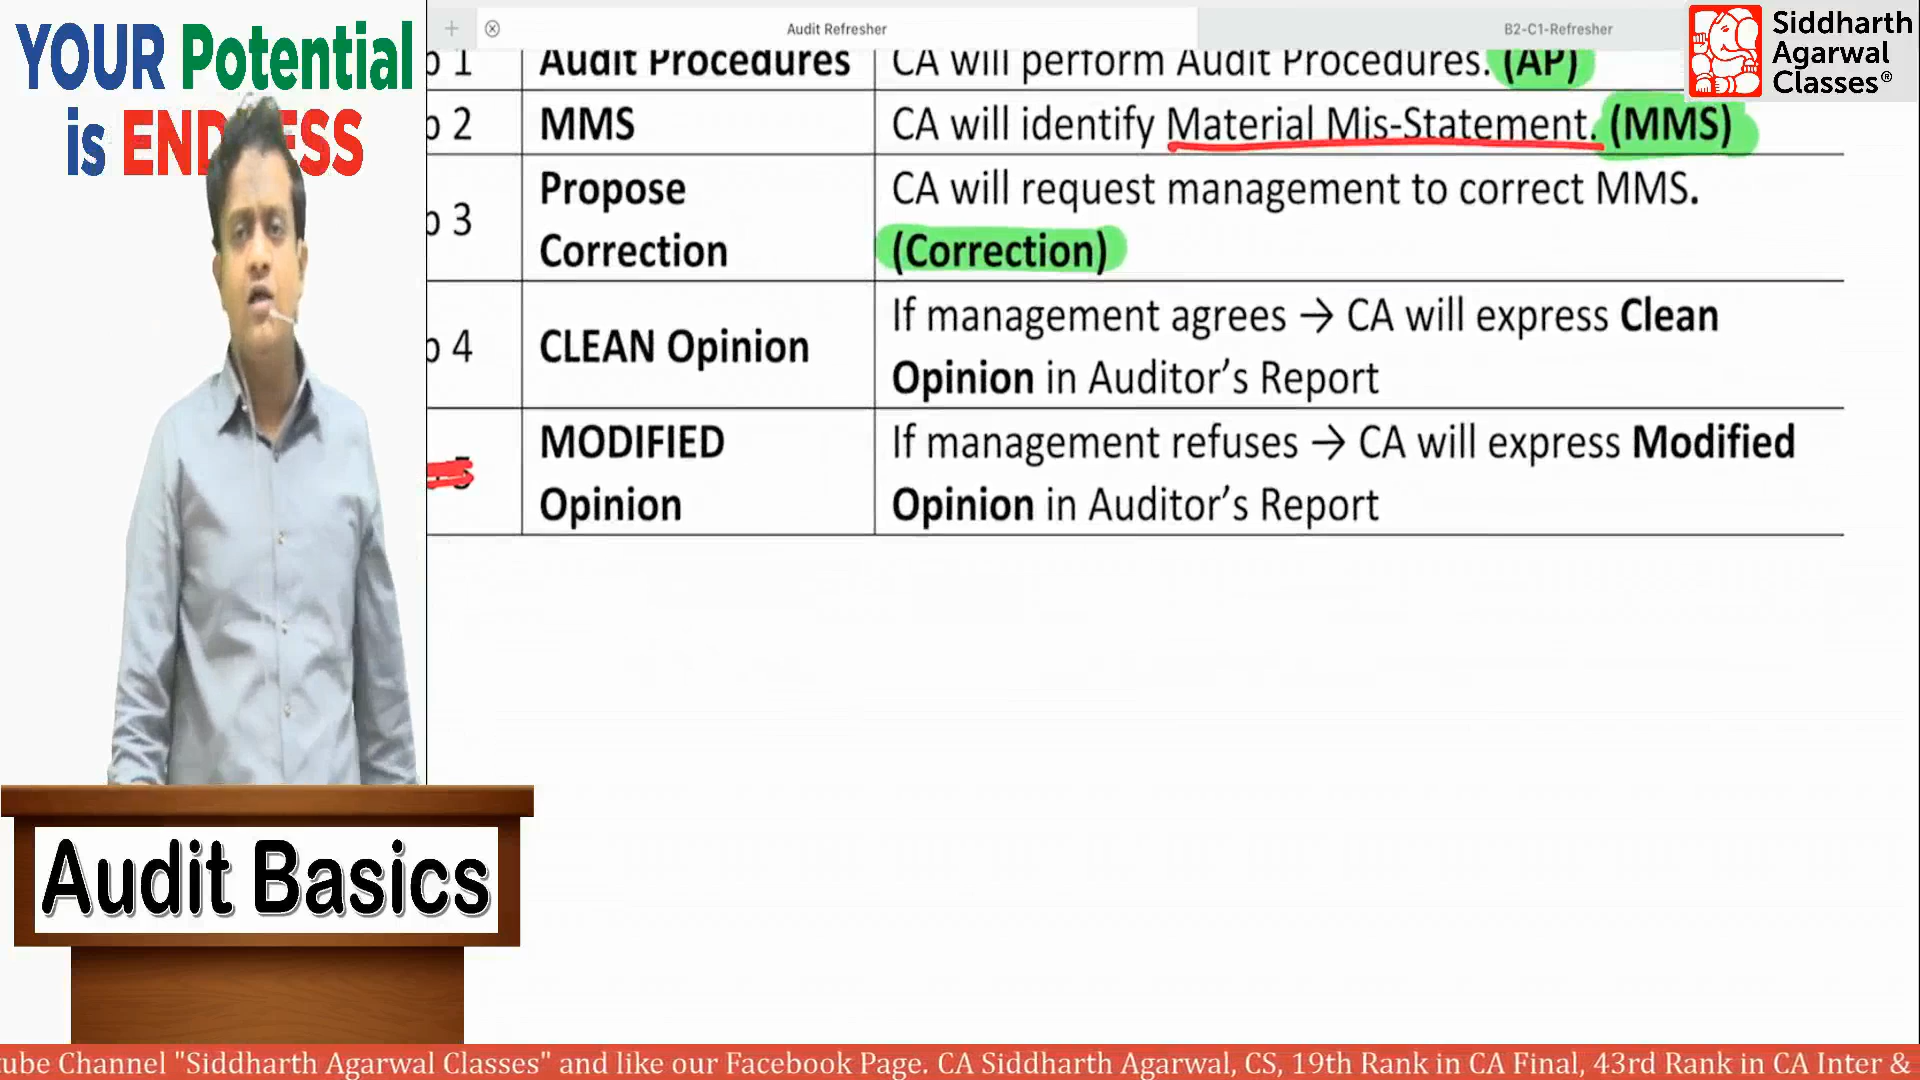 YOUR Potential
is ENDLESS
Audit Refresher
B2-C1-Refresher
Siddharth
Agarwal
Classes®
p 1
Audit Procedures
CA will perform Audit Procedures. (AP)
p 2
MMS
CA will identify Material Mis-Statement. (MMS)
p 3
Propose
Correction
CA will request management to correct MMS.
(Correction)
p 4
CLEAN Opinion
If management agrees → CA will express Clean
Opinion in Auditor's Report
5
MODIFIED
Opinion
If management refuses → CA will express Modified
Opinion in Auditor's Report
Audit Basics
tube Channel "Siddharth Agarwal Classes" and like our Facebook Page. CA Siddharth Agarwal, CS, 19th Rank in CA Final, 43rd Rank in CA Inter &